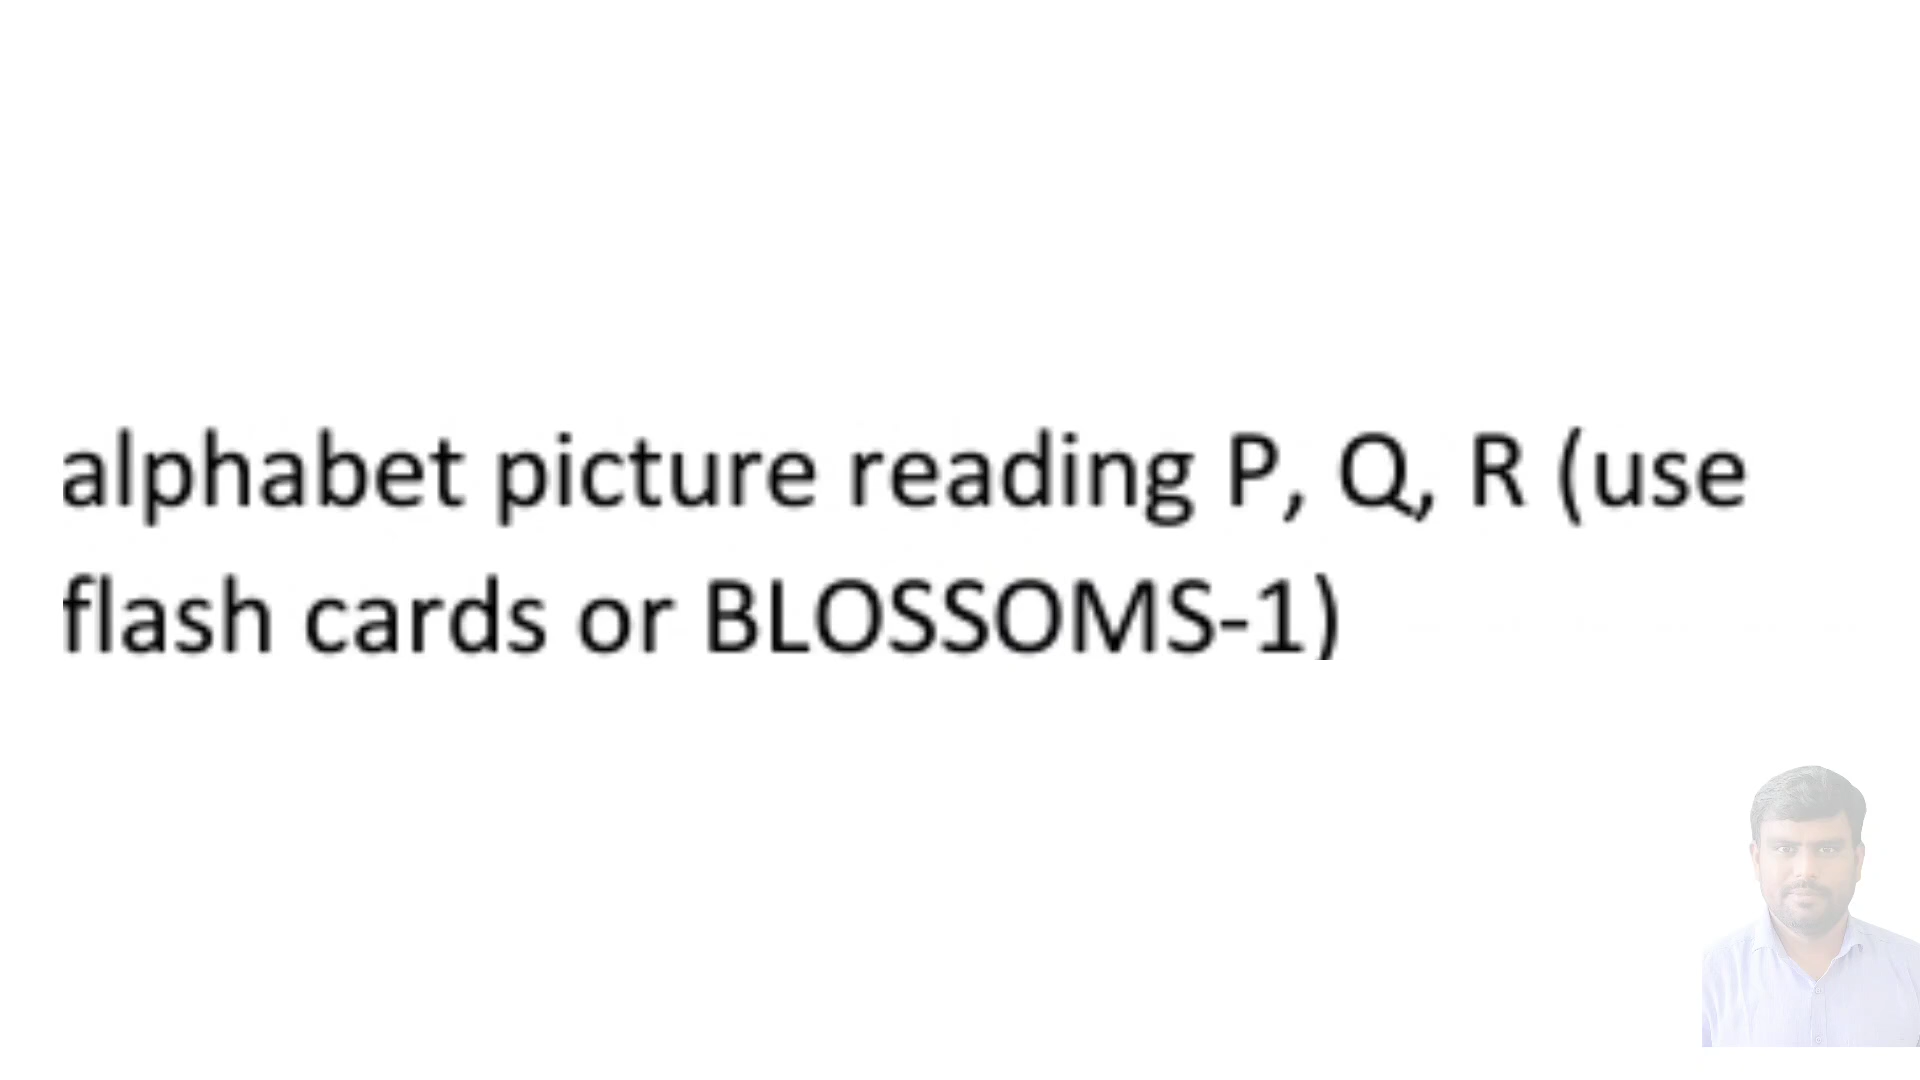 alphabet picture reading P, Q, R (use
flash cards or BLOSSOMS-1)